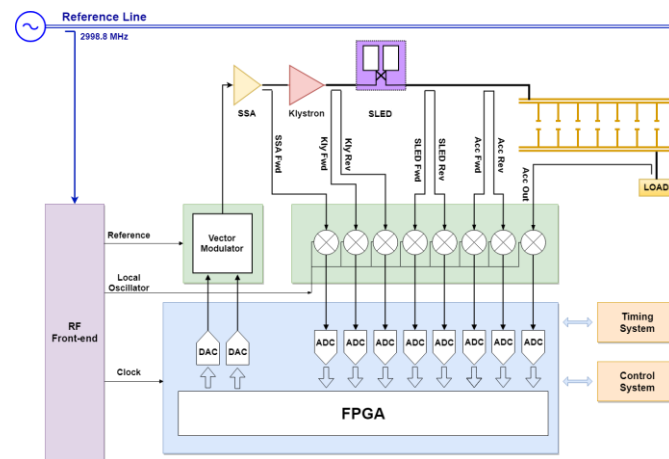 Reference Line
2998.8 MHz
SSA
Klystron
SLED
SSA Fwd
Kly Fwd
Kly Rev
SLED Fwd
SLED Rev
Acc Fwd
Acc Rev
Acc Out
LOAD
Reference
Vector
Modulator
Local
Oscillator
RF
Front-end
Clock
DAC
DAC
ADC
ADC
ADC
ADC
ADC
ADC
ADC
ADC
FPGA
Timing
System
Control
System